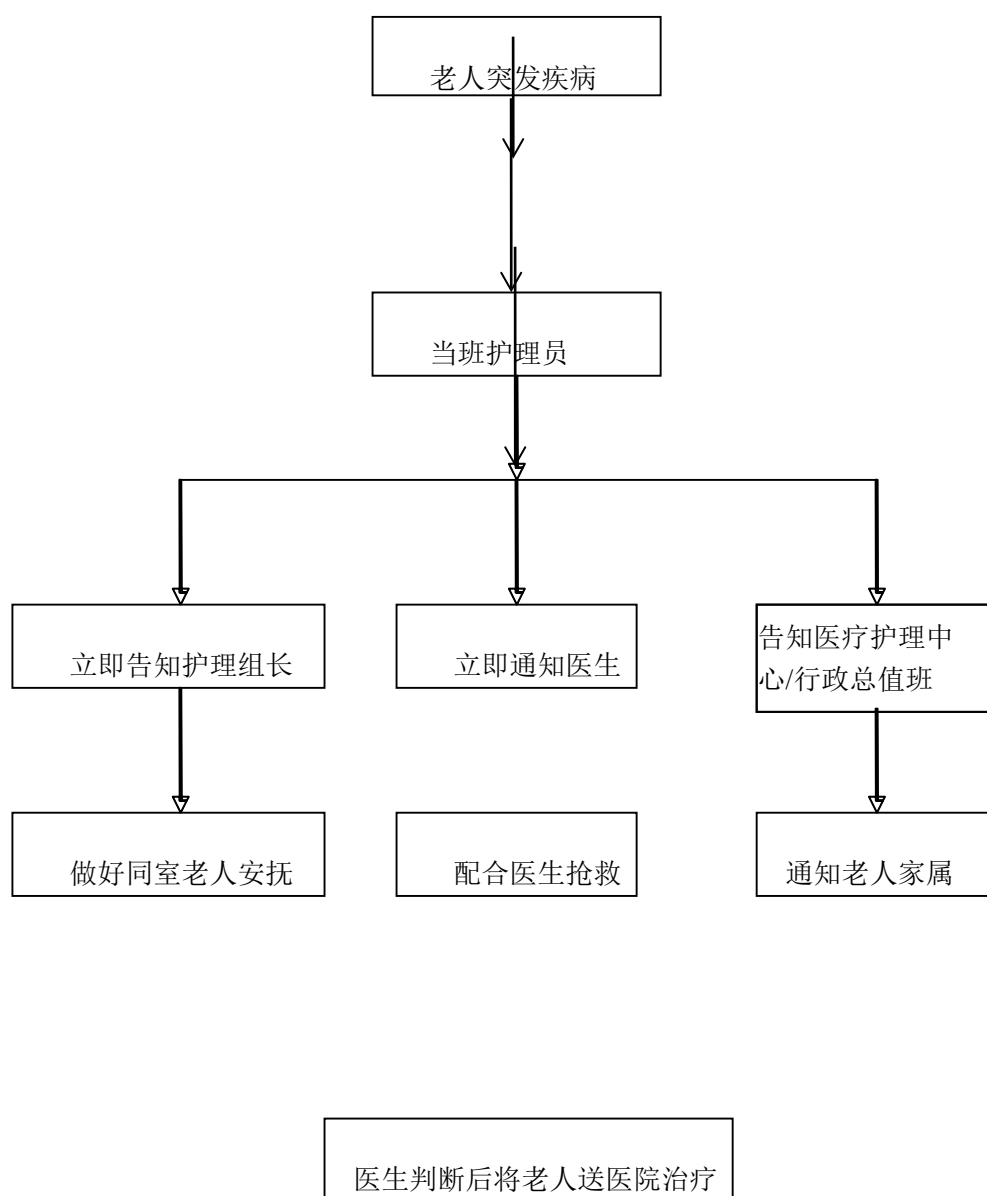 老人突发疾病
当班护理员
立即告知护理组长
立即通知医生
告知医疗护理中
心/行政总值班
做好同室老人安抚
配合医生抢救
通知老人家属
医生判断后将老人送医院治疗